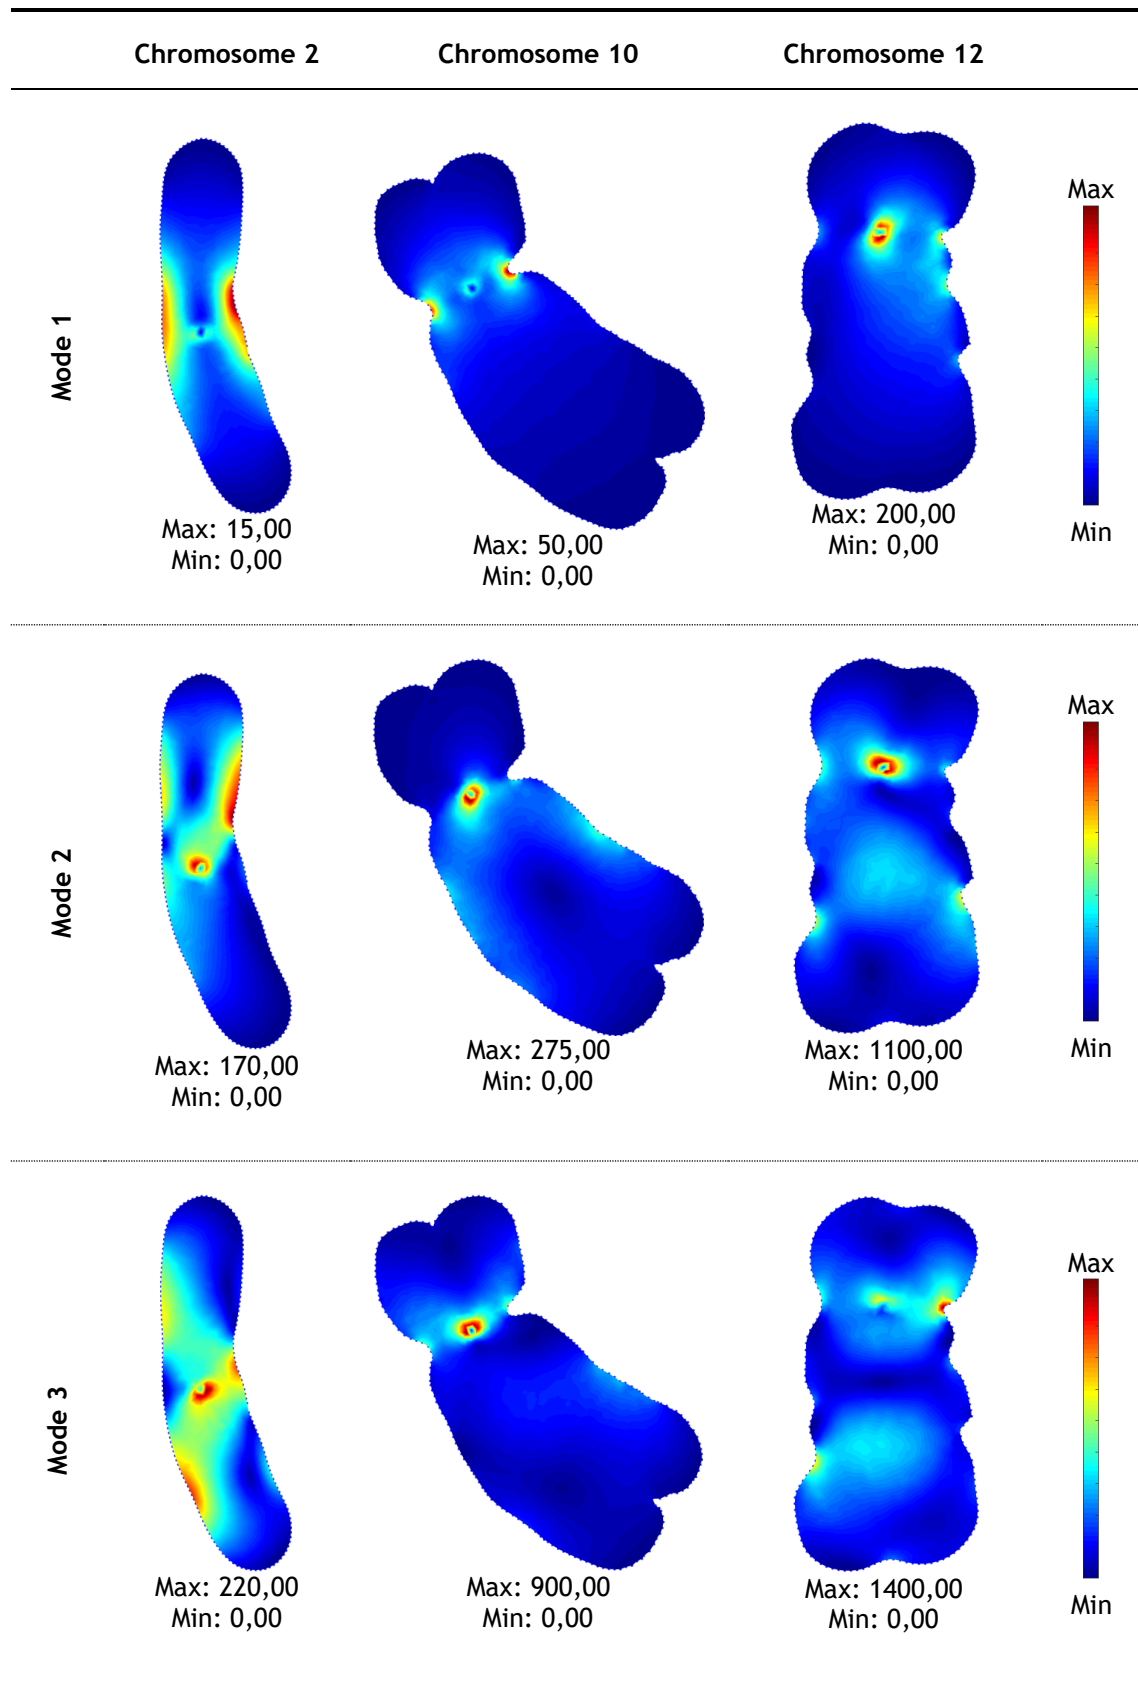 Chromosome 2 Chromosome 10 Chromosome 12
Mode 1
Max
Min
Max: 15,00
Min: 0,00
Max: 50,00
Min: 0,00
Max: 200,00
Min: 0,00
Mode 2
Max
Min
Max: 170,00
Min: 0,00
Max: 275,00
Min: 0,00
Max: 1100,00
Min: 0,00
Mode 3
Max
Min
Max: 220,00
Min: 0,00
Max: 900,00
Min: 0,00
Max: 1400,00
Min: 0,00